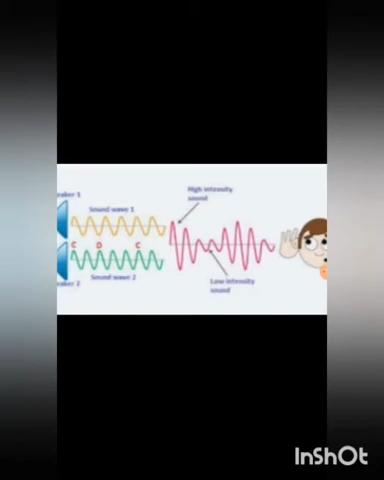 eaker 1
High intensity
sound
Sound wave 1
C D C
Sound wave 2
eaker 2
Low intensity
sound
InShOt